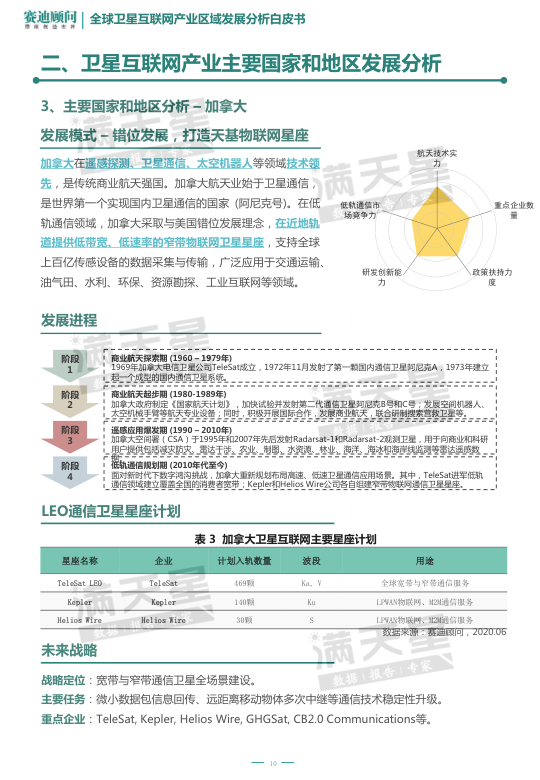 赛迪顾问
全球卫星互联网产业区域发展分析白皮书
二、卫星互联网产业主要国家和地区发展分析
3、主要国家和地区分析 – 加拿大
发展模式 – 错位发展，打造天基物联网星座
加拿大在遥感探测、卫星通信、太空机器人等领域技术领
先，是传统商业航天强国。加拿大航天业始于卫星通信，
是世界第一个实现国内卫星通信的国家（阿尼克号）。在低
轨通信领域，加拿大采取与美国错位发展理念，在近地轨
道提供低带宽、低速率的窄带物联网卫星星座，支持全球
上百亿传感设备的数据采集与传输，广泛应用于交通运输、
油气田、水利、环保、资源勘探、工业互联网等领域。
航天技术实
力
重点企业数
量
政策扶持力
度
研发创新能
力
低轨通信市
场竞争力
发展进程
阶段
1
商业航天探索期 (1960 – 1979年)
1969年加拿大电信卫星公司TeleSat成立，1972年11月发射了第一颗国内通信卫星阿尼克A，1973年建立
起一个成型的国内通信卫星系统。
阶段
2
商业航天起步期 (1980-1989年)
加拿大政府制定《国家航天计划》，加快试验并发射第二代通信卫星阿尼克B号和C号；发展空间机器人、
太空机械手臂等航天专业设备；同时，积极开展国际合作，发展商业航天，联合研制搜索营救卫星等。
阶段
3
遥感应用爆发期 (1990 – 2010年)
加拿大空间署（CSA）于1995年和2007年先后发射Radarsat-1和Radarsat-2观测卫星，用于向商业和科研
用户提供包括减灾防灾、雷达干涉、农业、制图、水资源、林业、海洋、海冰和海岸线监测等雷达遥感数
据。
阶段
4
低轨通信规划期 (2010年代至今)
面对新时代下数字鸿沟挑战，加拿大重新规划布局高速、低速卫星通信应用场景。其中，TeleSat进军低轨
通信领域建立覆盖全国的消费者宽带；Kepler和Helios Wire公司各自组建窄带物联网通信卫星星座。
LEO通信卫星星座计划
表 3 加拿大卫星互联网主要星座计划
星座名称 企业 计划入轨数量 波段 用途
TeleSat LEO TeleSat 469颗 Ka、V 全球宽带与窄带通信服务
Kepler Kepler 140颗 Ku LPWAN物联网、M2M通信服务
Helios Wire Helios Wire 30颗 S LPWAN物联网、M2M通信服务
数据来源：赛迪顾问，2020.06
未来战略
战略定位：宽带与窄带通信卫星全场景建设。
主要任务：微小数据包信息回传、远距离移动物体多次中继等通信技术稳定性升级。
重点企业：TeleSat, Kepler, Helios Wire, GHGSat, CB2.0 Communications等。
10
满天星
数据|报告|专家